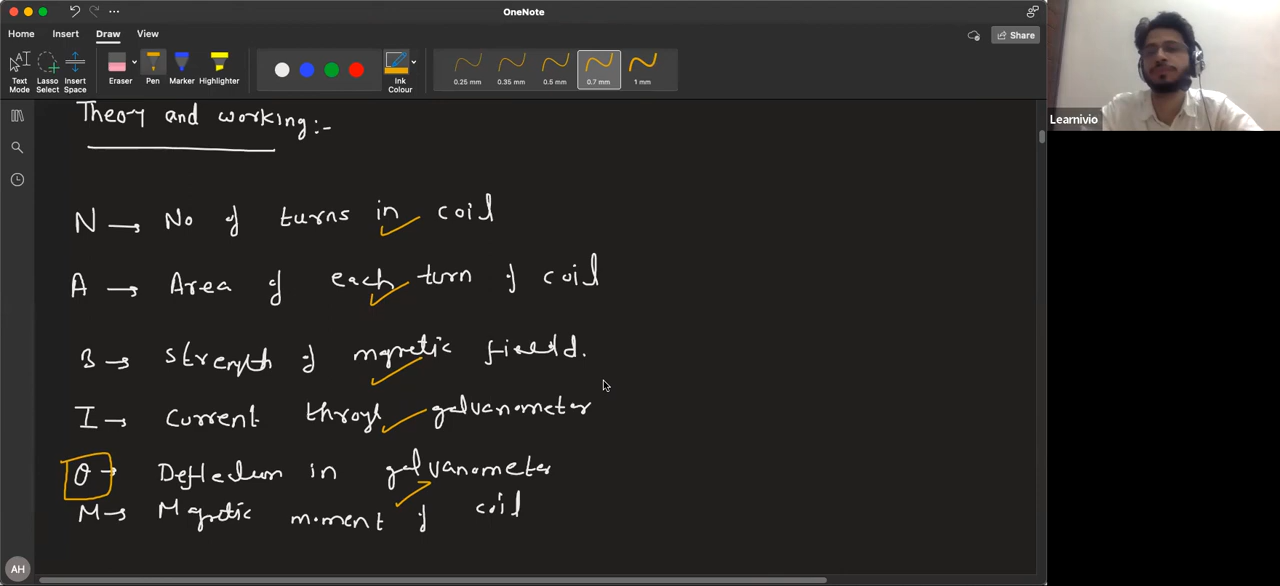 OneNote
Home Insert Draw View
Share
Text Mode
Lasso Select
Insert Space
Eraser
Pen
Marker
Highlighter
Ink Colour
0.25 mm
0.35 mm
0.5 mm
0.7 mm
1 mm
Learnivio
Theory and working:-
N → No of turns in coil
A → Area of each turn of coil
B → Strength of magnetic field.
I → Current through galvanometer
θ → Deflection in galvanometer
M → Magnetic moment of coil
AH